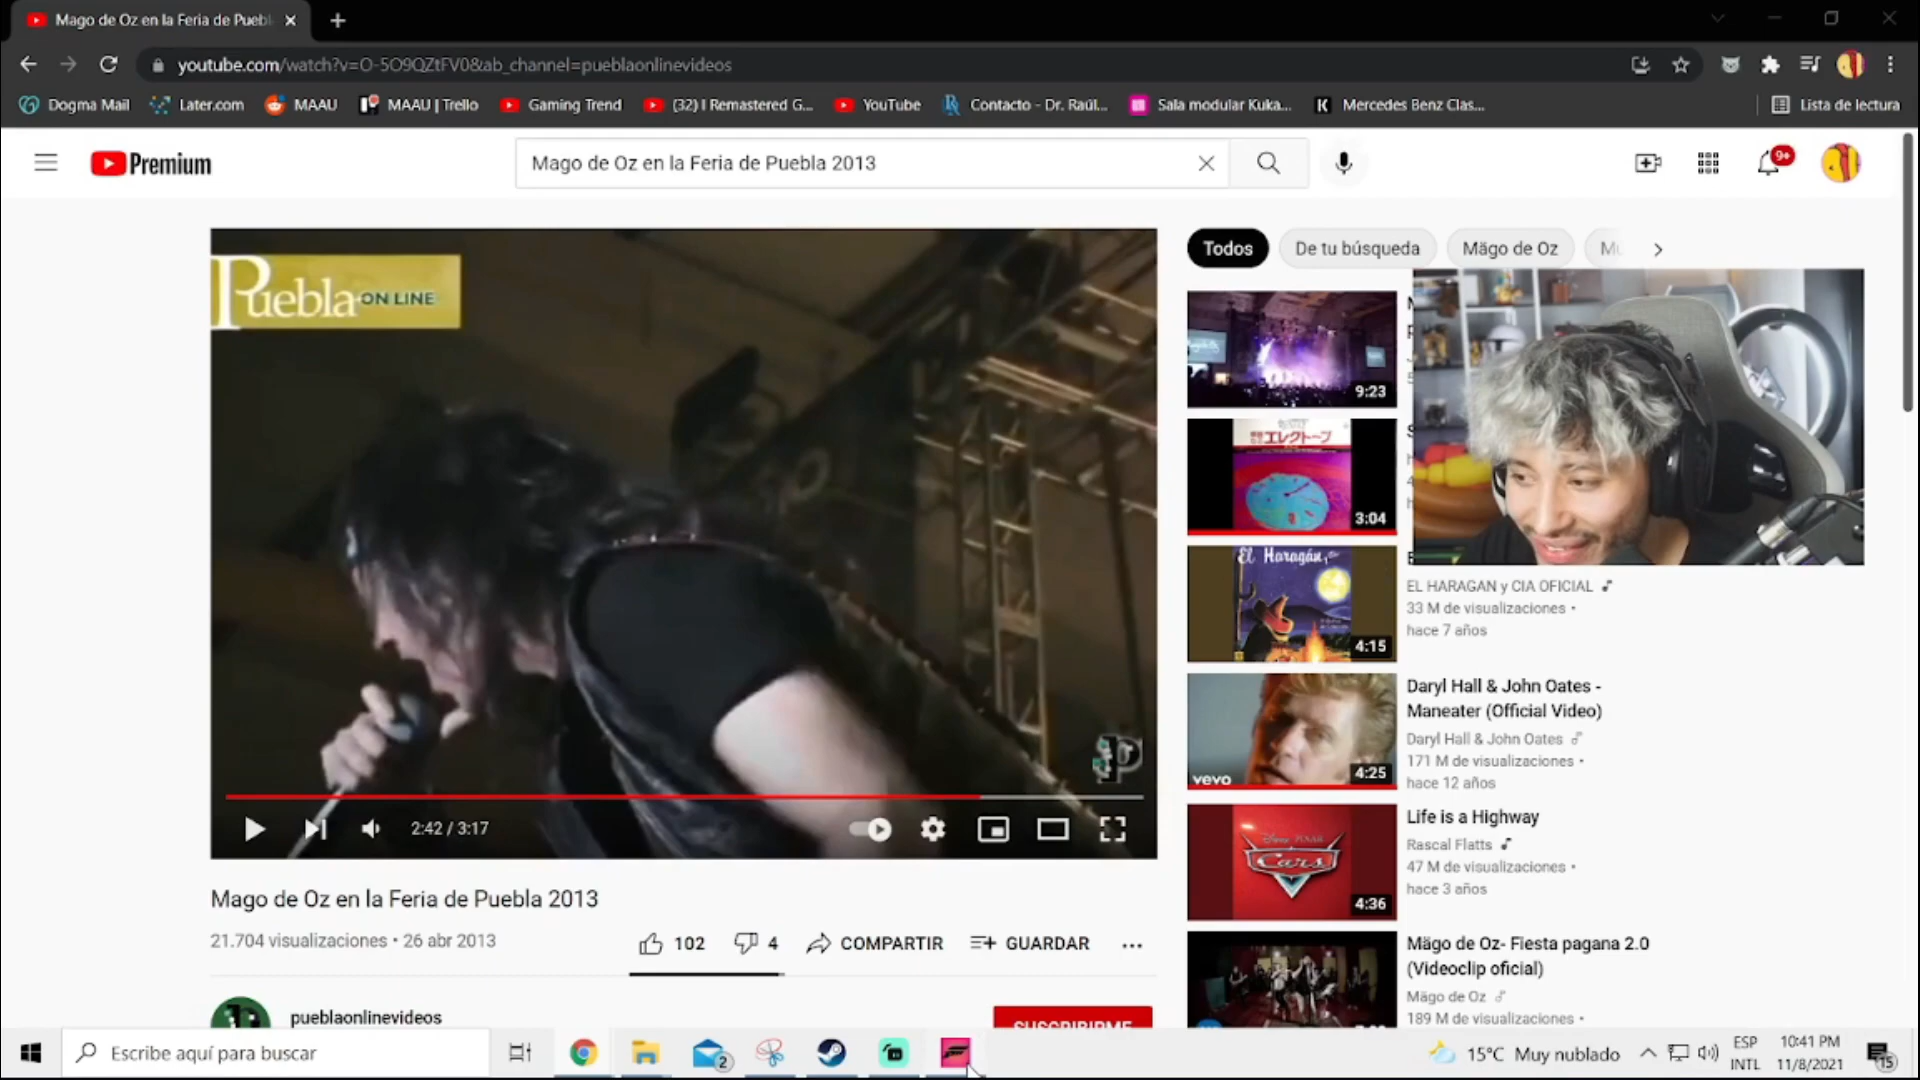 Mago de Oz en la Feria de Puebl
youtube.com/watch?v=O-5O9QZtFV0&ab_channel=pueblaonlinevideos
Dogma Mail
Later.com
MAAU
MAAU | Trello
Gaming Trend
(32) I Remastered G...
YouTube
Contacto - Dr. Raúl...
Sala modular Kuka...
Mercedes Benz Clas...
Lista de lectura
Premium
Mago de Oz en la Feria de Puebla 2013
9+
Puebla ON LINE
Todos
De tu búsqueda
Mägo de Oz
9:23
3:04
El Haragán
4:15
EL HARAGAN y CIA OFICIAL
33 M de visualizaciones •
hace 7 años
vevo
4:25
Daryl Hall & John Oates -
Maneater (Official Video)
Daryl Hall & John Oates
171 M de visualizaciones •
hace 12 años
Disney PIXAR
Cars
4:36
Life is a Highway
Rascal Flatts
47 M de visualizaciones •
hace 3 años
Mägo de Oz- Fiesta pagana 2.0
(Videoclip oficial)
Mägo de Oz
189 M de visualizaciones •
2:42 / 3:17
Mago de Oz en la Feria de Puebla 2013
21.704 visualizaciones • 26 abr 2013
102
4
COMPARTIR
GUARDAR
pueblaonlinevideos
SUSCRIBIRME
Escribe aquí para buscar
2
15°C Muy nublado
ESP
INTL
10:41 PM
11/8/2021
15